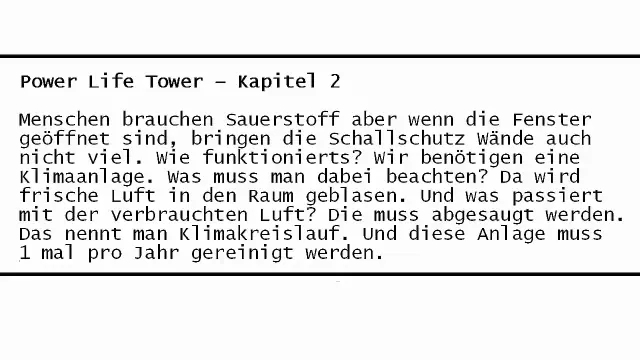 Power Life Tower – Kapitel 2
Menschen brauchen Sauerstoff aber wenn die Fenster
geöffnet sind, bringen die Schallschutz Wände auch
nicht viel. Wie funktionierts? Wir benötigen eine
Klimaanlage. Was muss man dabei beachten? Da wird
frische Luft in den Raum geblasen. Und was passiert
mit der verbrauchten Luft? Die muss abgesaugt werden.
Das nennt man Klimakreislauf. Und diese Anlage muss
1 mal pro Jahr gereinigt werden.